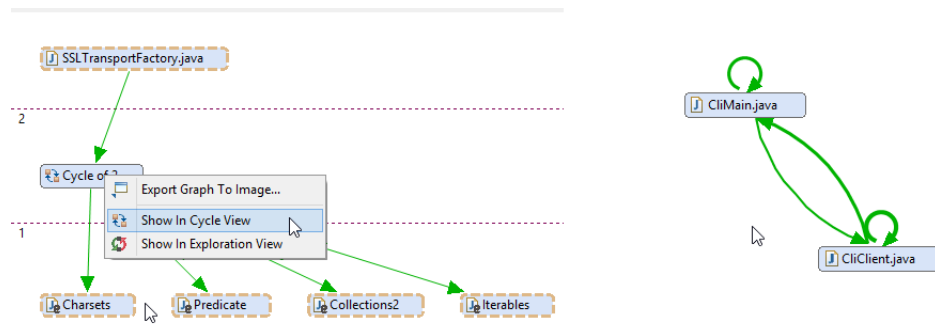 SSLTransportFactory.java
2
Cycle of
Export Graph To Image...
Show In Cycle View
1
Show In Exploration View
Charsets
Predicate
Collections2
Iterables
CliMain.java
CliClient.java